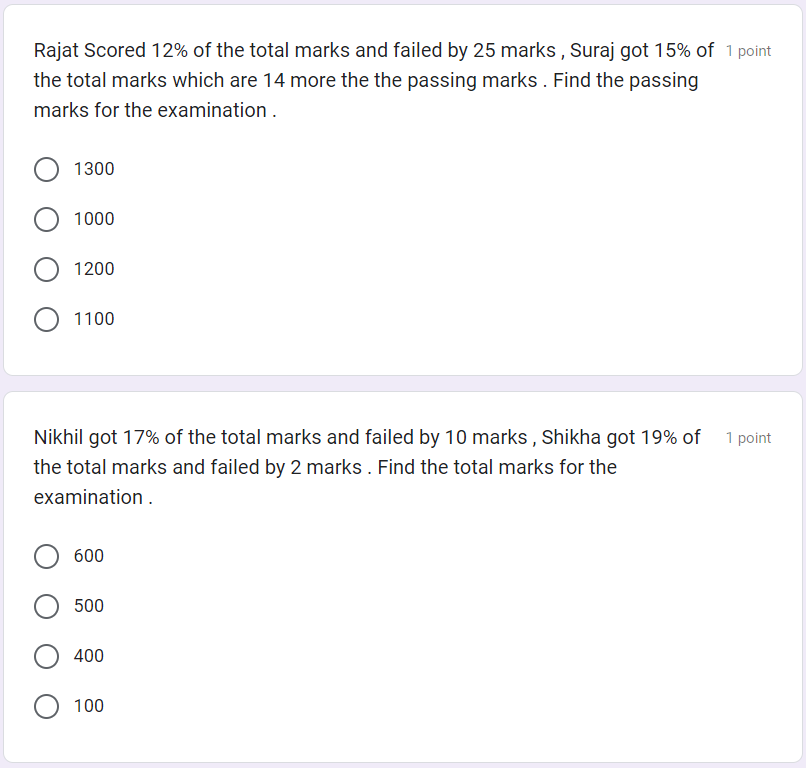 Rajat Scored 12% of the total marks and failed by 25 marks , Suraj got 15% of 1 point
the total marks which are 14 more the the passing marks . Find the passing
marks for the examination .
1300
1000
1200
1100
Nikhil got 17% of the total marks and failed by 10 marks , Shikha got 19% of 1 point
the total marks and failed by 2 marks . Find the total marks for the
examination .
600
500
400
100